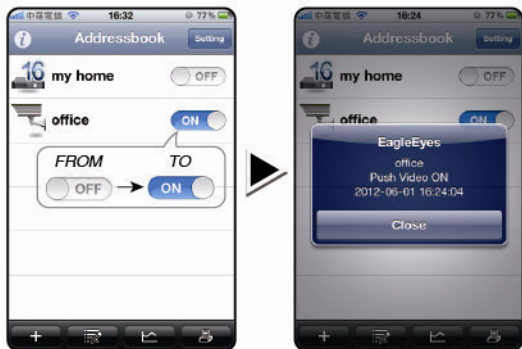 中華電信 16:32 77%
Addressbook Setting
16 my home OFF
office ON
FROM TO
OFF ON
中華電信 16:24 77%
Addressbook Setting
16 my home OFF
office ON
EagleEyes
office
Push Video ON
2012-06-01 16:24:04
Close